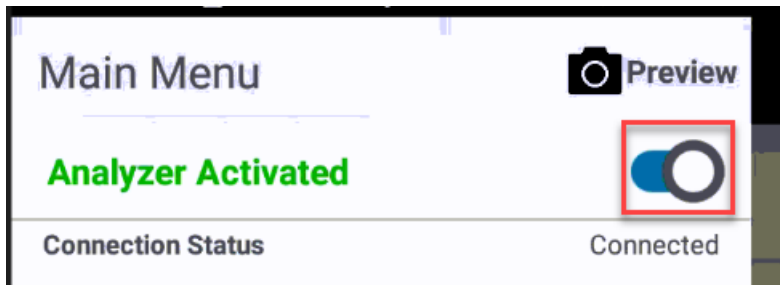 Main Menu Preview
Analyzer Activated
Connection Status Connected